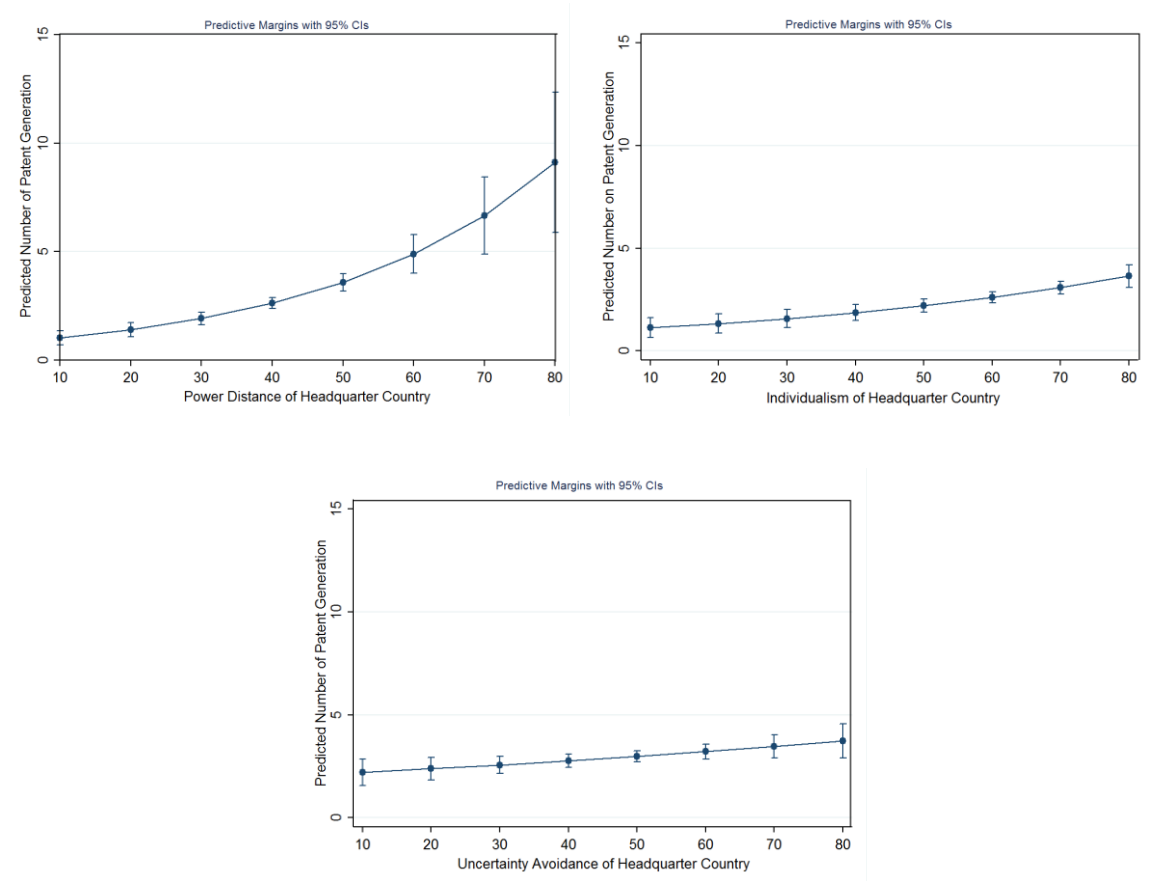 Predictive Margins with 95% CIs
Predicted Number of Patent Generation
15
10
5
0
10 20 30 40 50 60 70 80
Power Distance of Headquarter Country
Predictive Margins with 95% CIs
Predicted Number on Patent Generation
15
10
5
0
10 20 30 40 50 60 70 80
Individualism of Headquarter Country
Predictive Margins with 95% CIs
Predicted Number of Patent Generation
15
10
5
0
10 20 30 40 50 60 70 80
Uncertainty Avoidance of Headquarter Country